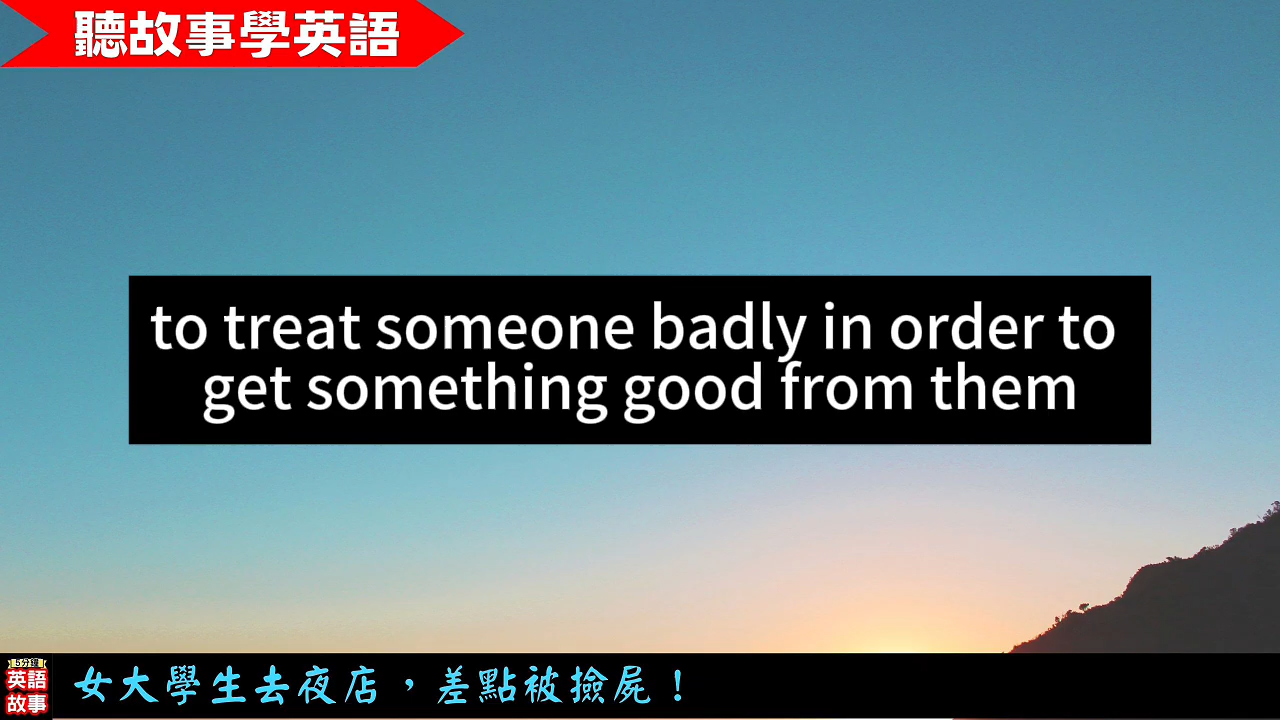 聽故事學英語
to treat someone badly in order to
get something good from them
5分鐘
英語
故事
女大學生去夜店，差點被撿屍！